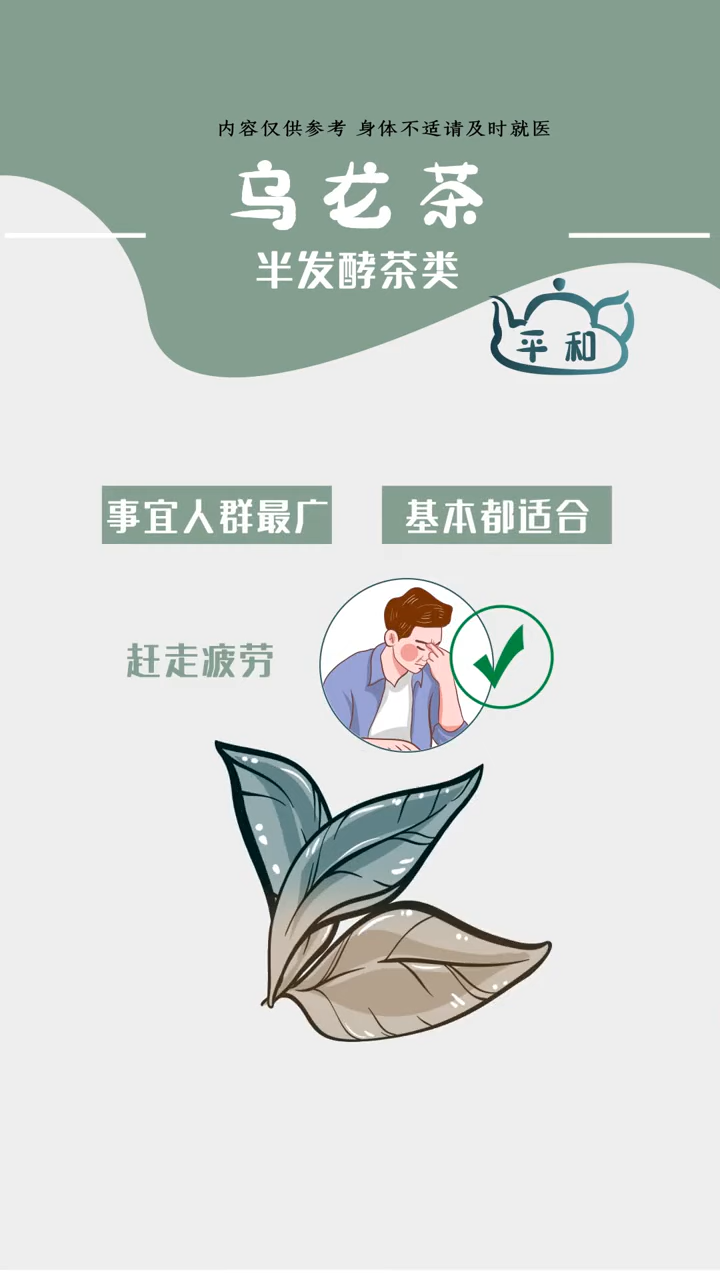 内容仅供参考 身体不适请及时就医
乌龙茶
半发酵茶类
平和
事宜人群最广
基本都适合
赶走疲劳